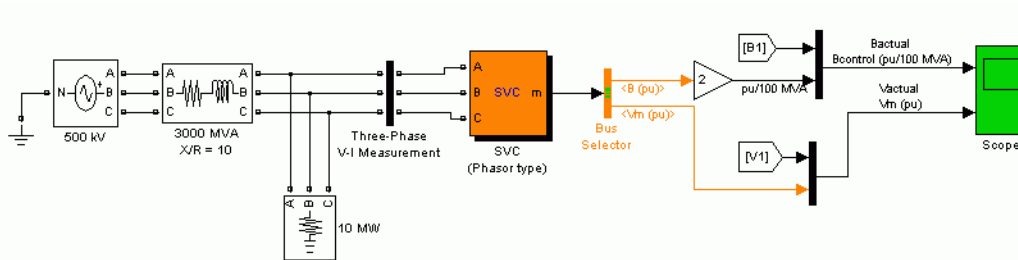 [B1]
Bactual
Bcontrol (pu/100 MVA)
A
A
A
A
SVC
m
N
B
B
B
B
C
C
C
C
+
<B (pu)>
2
pu/100 MVA
Vactual
Vm (pu)
<Vm (pu)>
500 kV
3000 MVA
X/R = 10
Three-Phase
V-I Measurement
SVC
(Phasor type)
Bus
Selector
[V1]
Scope
A
B
C
10 MW